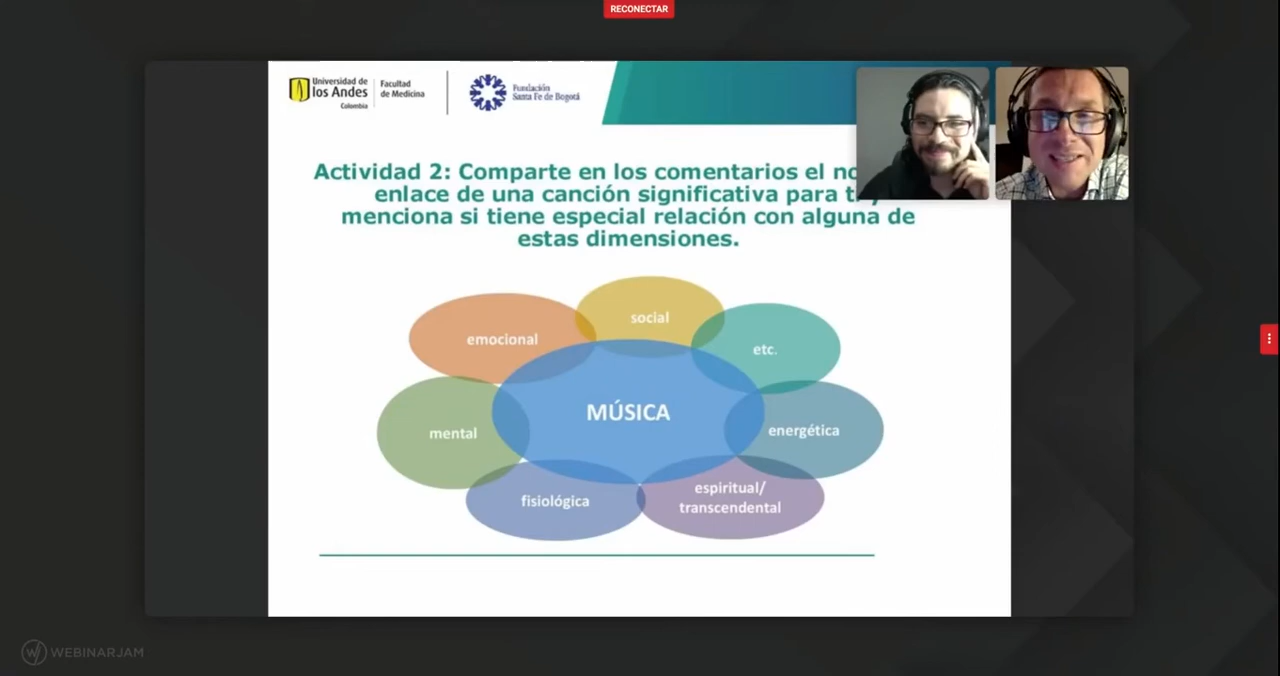 RECONECTAR
Universidad de
los Andes
Colombia
Facultad
de Medicina
Fundación
Santa Fe de Bogotá
Actividad 2: Comparte en los comentarios el
enlace de una canción significativa para
menciona si tiene especial relación con alguna de
estas dimensiones.
social
emocional
etc.
MÚSICA
energética
mental
espiritual/
transcendental
fisiológica
WEBINARJAM